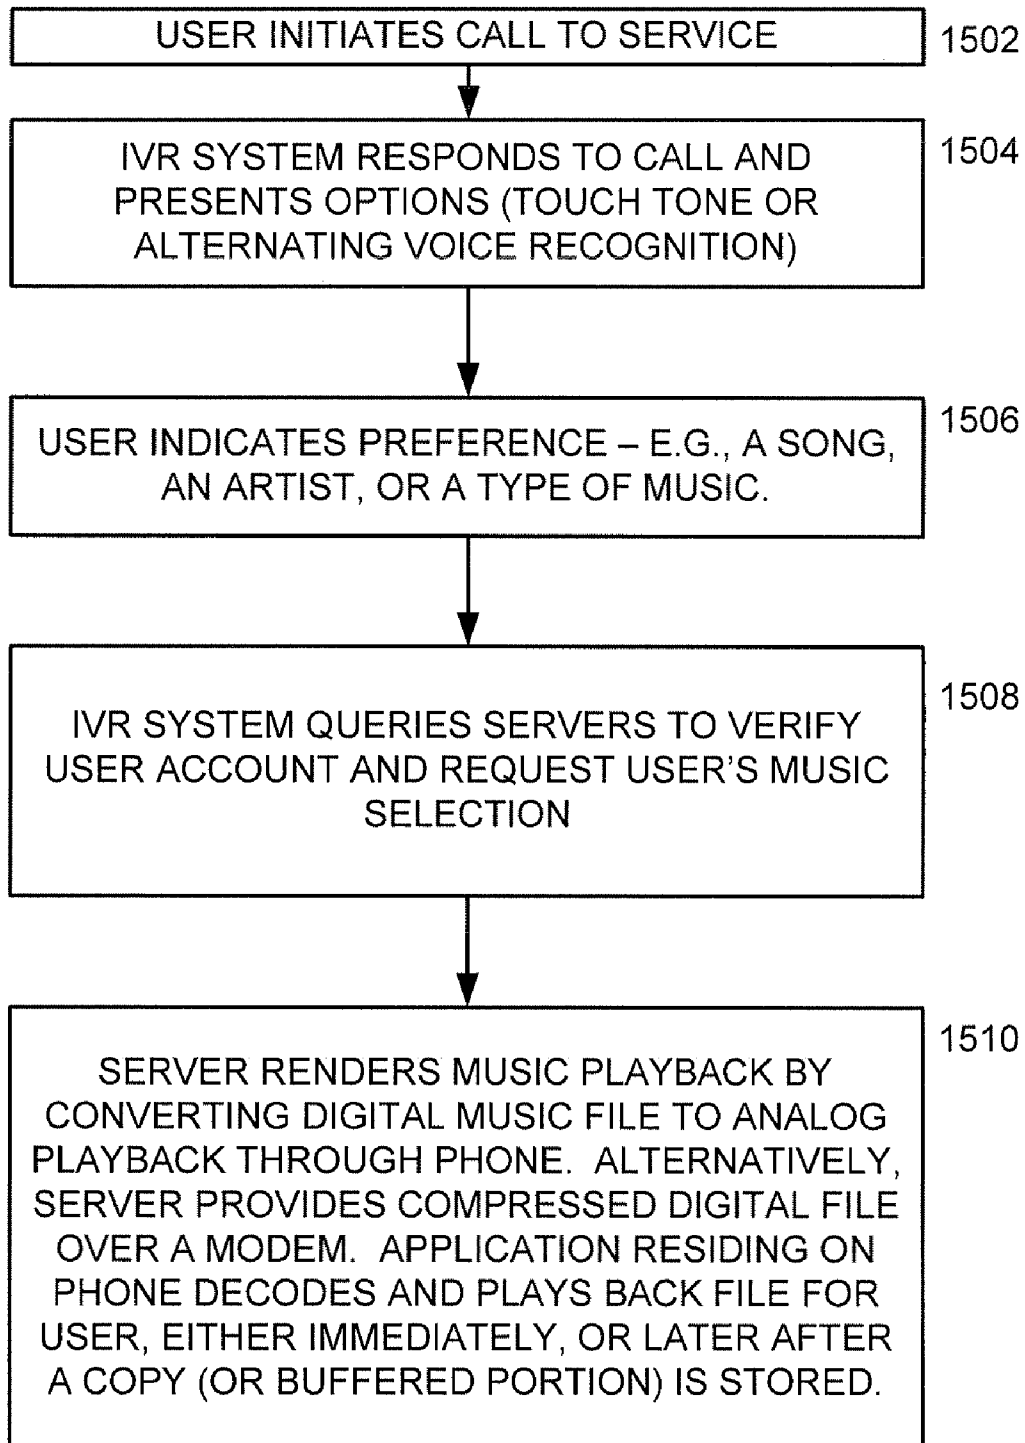 USER INITIATES CALL TO SERVICE
1502
IVR SYSTEM RESPONDS TO CALL AND
PRESENTS OPTIONS (TOUCH TONE OR
ALTERNATING VOICE RECOGNITION)
1504
USER INDICATES PREFERENCE – E.G., A SONG,
AN ARTIST, OR A TYPE OF MUSIC.
1506
IVR SYSTEM QUERIES SERVERS TO VERIFY
USER ACCOUNT AND REQUEST USER'S MUSIC
SELECTION
1508
SERVER RENDERS MUSIC PLAYBACK BY
CONVERTING DIGITAL MUSIC FILE TO ANALOG
PLAYBACK THROUGH PHONE. ALTERNATIVELY,
SERVER PROVIDES COMPRESSED DIGITAL FILE
OVER A MODEM. APPLICATION RESIDING ON
PHONE DECODES AND PLAYS BACK FILE FOR
USER, EITHER IMMEDIATELY, OR LATER AFTER
A COPY (OR BUFFERED PORTION) IS STORED.
1510